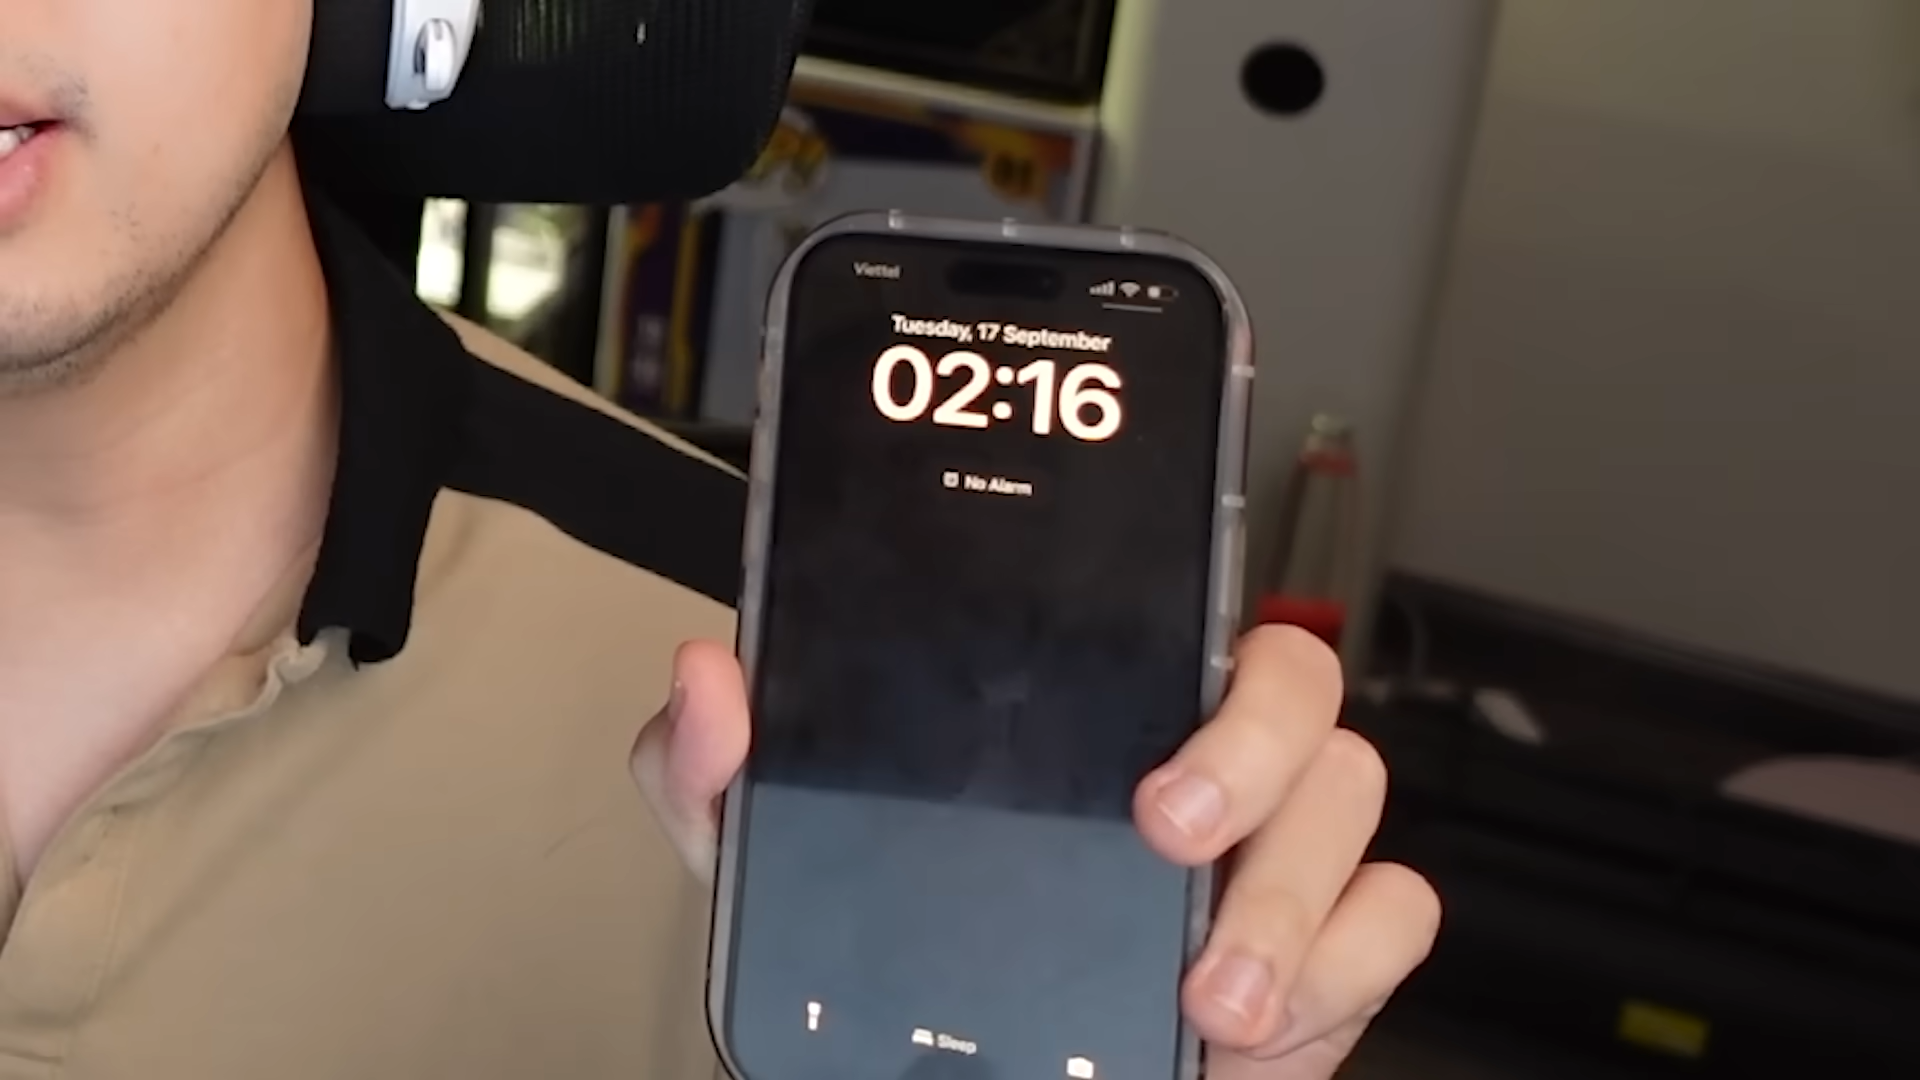 Viettel
Tuesday, 17 September
02:16
No Alarm
Sleep